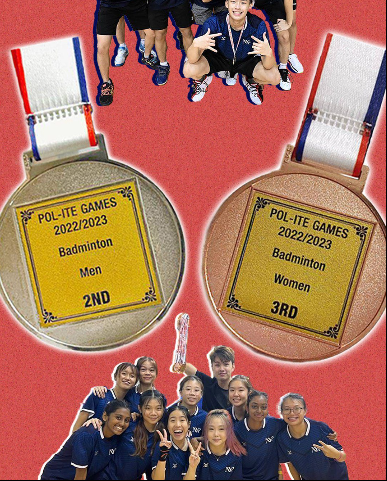 POL-ITE GAMES
2022/2023
Badminton
Men
2ND
POL-ITE GAMES
2022/2023
Badminton
Women
3RD